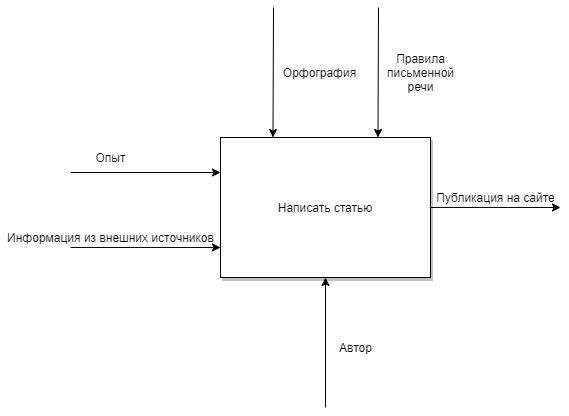 Орфография
Правила
письменной
речи
Опыт
Написать статью
Публикация на сайте
Информация из внешних источников
Автор